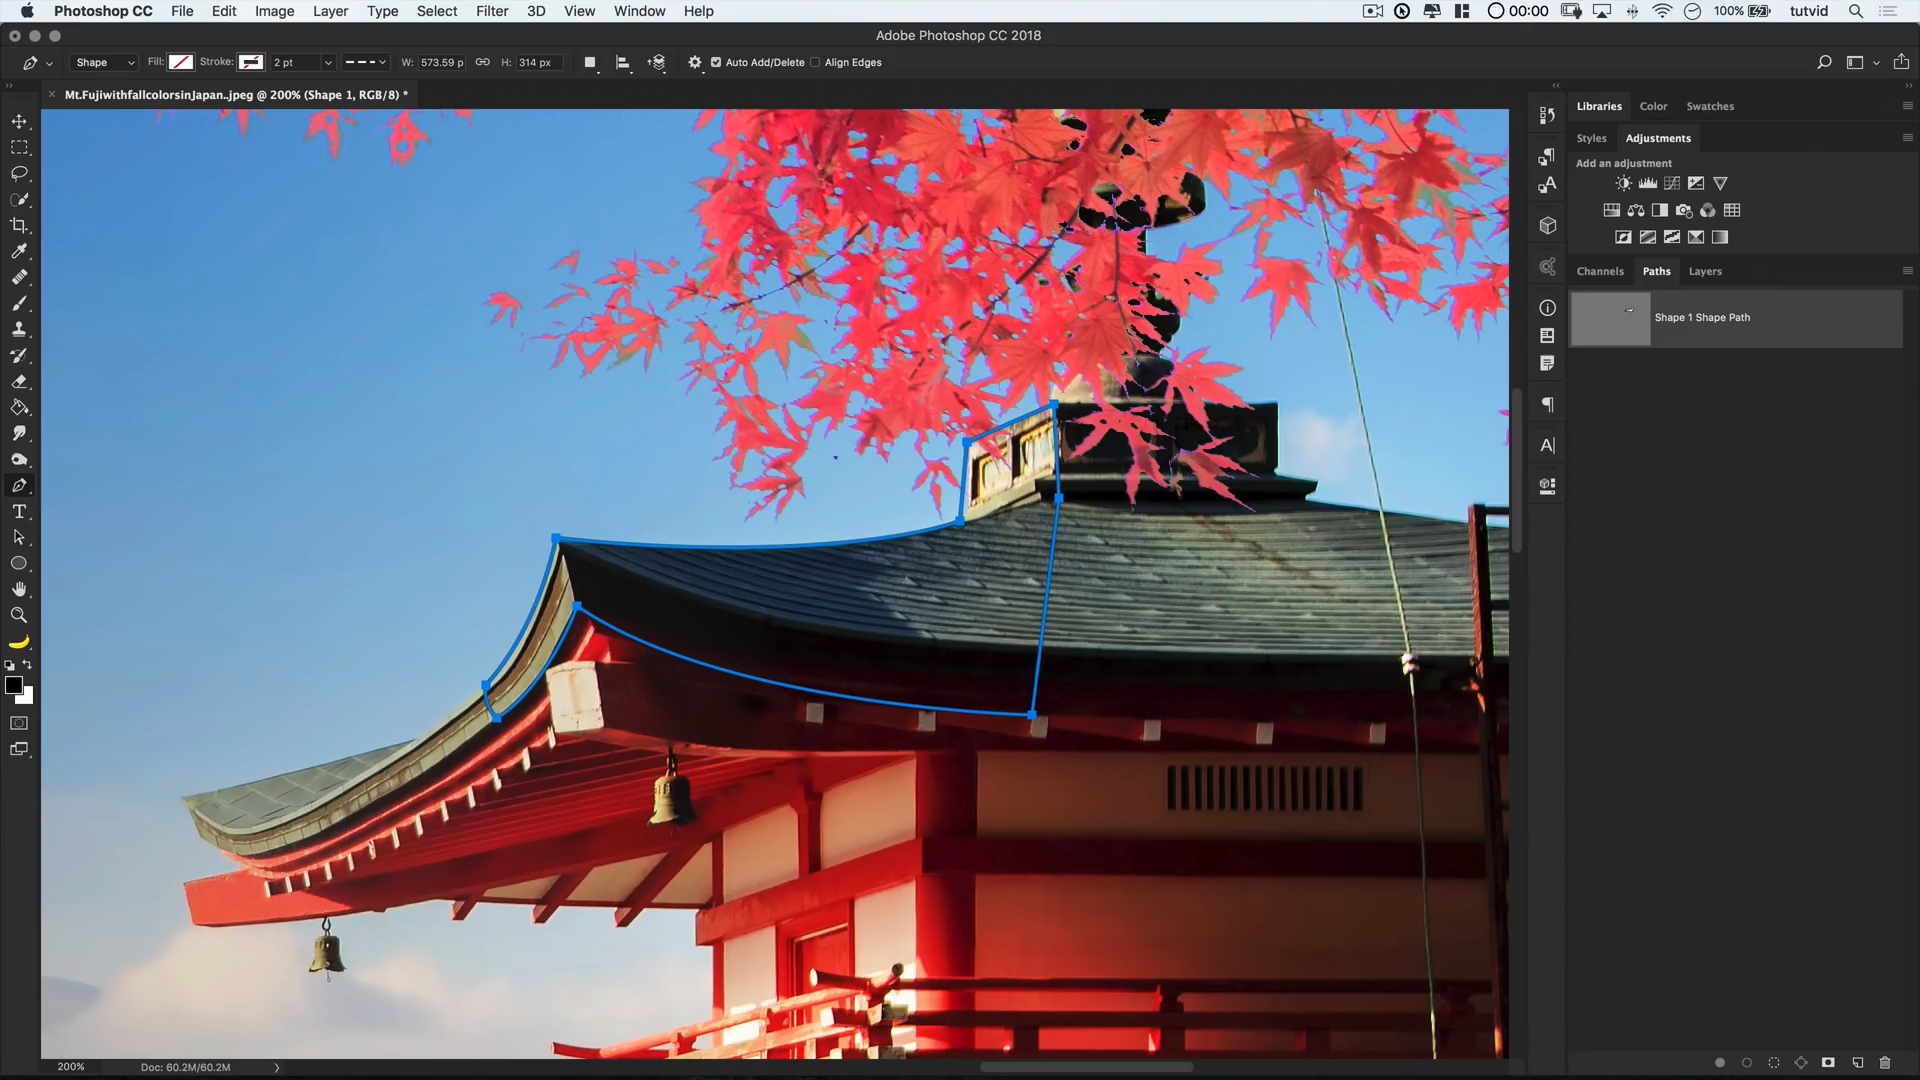 Photoshop CC File Edit Image Layer Type Select Filter 3D View Window Help 00:00 100% tutvid
Adobe Photoshop CC 2018
Shape Fill: Stroke: 2 pt W: 573.59 p H: 314 px Auto Add/Delete Align Edges
Mt.FujiwithfallcolorsinJapan..jpeg @ 200% (Shape 1, RGB/8) *
Libraries Color Swatches
Styles Adjustments
Add an adjustment
Channels Paths Layers
Shape 1 Shape Path
200% Doc: 60.2M/60.2M